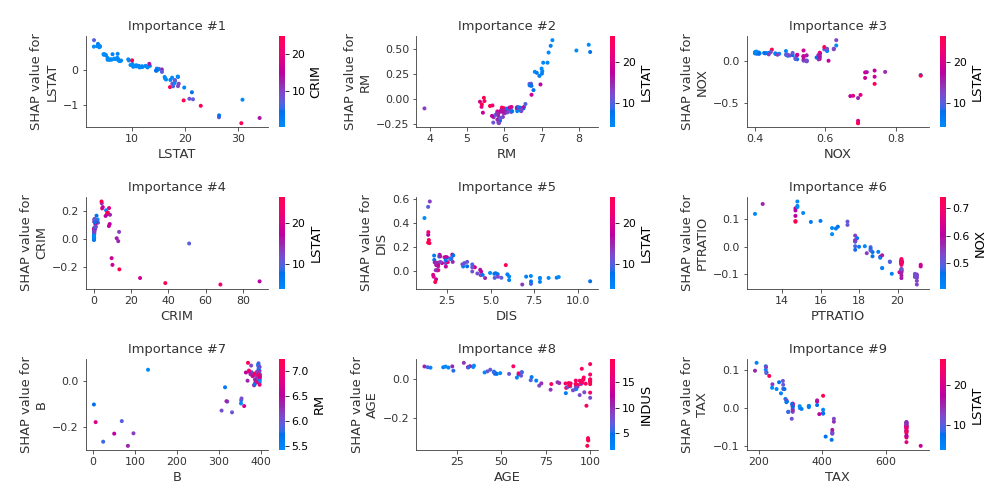 Importance #1
SHAP value for
LSTAT
0
−1
10
20
30
LSTAT
20
10
CRIM
Importance #2
SHAP value for
RM
0.50
0.25
0.00
−0.25
4
5
6
7
8
RM
20
10
LSTAT
Importance #3
SHAP value for
NOX
0.0
−0.5
0.4
0.6
0.8
NOX
20
10
LSTAT
Importance #4
SHAP value for
CRIM
0.2
0.0
−0.2
0
20
40
60
80
CRIM
20
10
LSTAT
Importance #5
SHAP value for
DIS
0.6
0.4
0.2
0.0
2.5
5.0
7.5
10.0
DIS
20
10
LSTAT
Importance #6
SHAP value for
PTRATIO
0.1
0.0
−0.1
14
16
18
20
PTRATIO
0.7
0.6
0.5
NOX
Importance #7
SHAP value for
B
0.0
−0.2
0
100
200
300
400
B
7.0
6.5
6.0
5.5
RM
Importance #8
SHAP value for
AGE
0.0
−0.2
25
50
75
100
AGE
15
10
5
INDUS
Importance #9
SHAP value for
TAX
0.1
0.0
−0.1
200
400
600
TAX
20
10
LSTAT